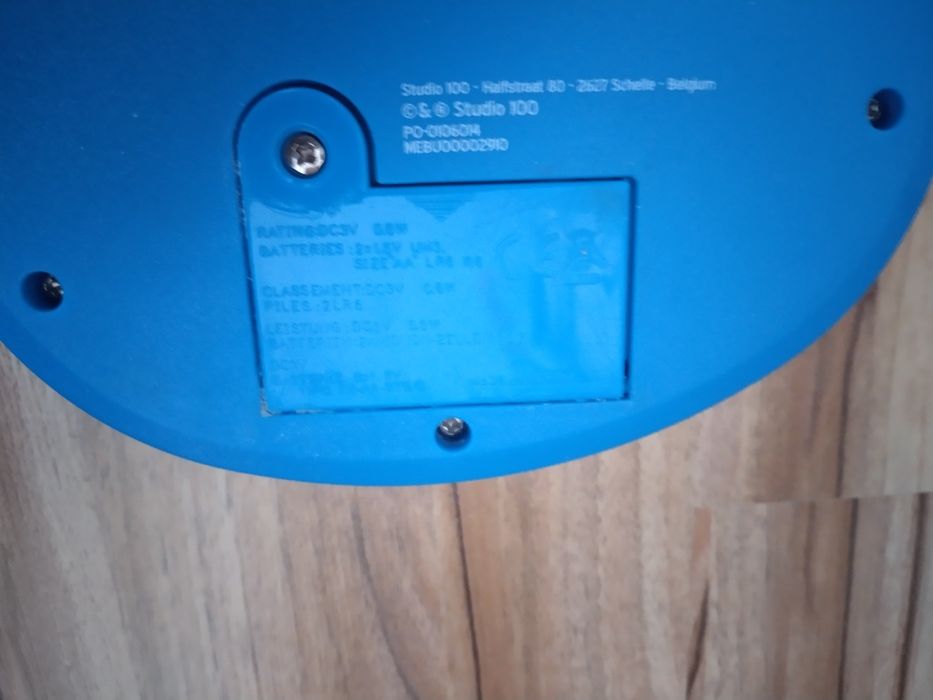 Studio 100 - Halfstraat 80 - 2627 Schelle - Belgium
©& ® Studio 100
PO-0106014
MEBU00002910
RATING:DC3V 0.6W
BATTERIES :2x1.5V UM3
SIZE"AA" LR6 R6
CLASSEMENT:DC3V 0.6W
PILES :2LR6
LEISTUNG :DC3V 0.6W